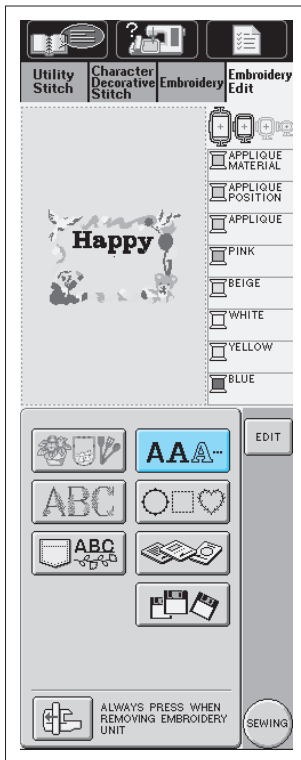 Utility
Stitch
Character
Decorative
Stitch
Embroidery
Embroidery
Edit
APPLIQUE
MATERIAL
APPLIQUE
POSITION
APPLIQUE
PINK
BEIGE
WHITE
YELLOW
BLUE
Happy
EDIT
AAA
ABC
ABC
ALWAYS PRESS WHEN
REMOVING EMBROIDERY
UNIT
SEWING